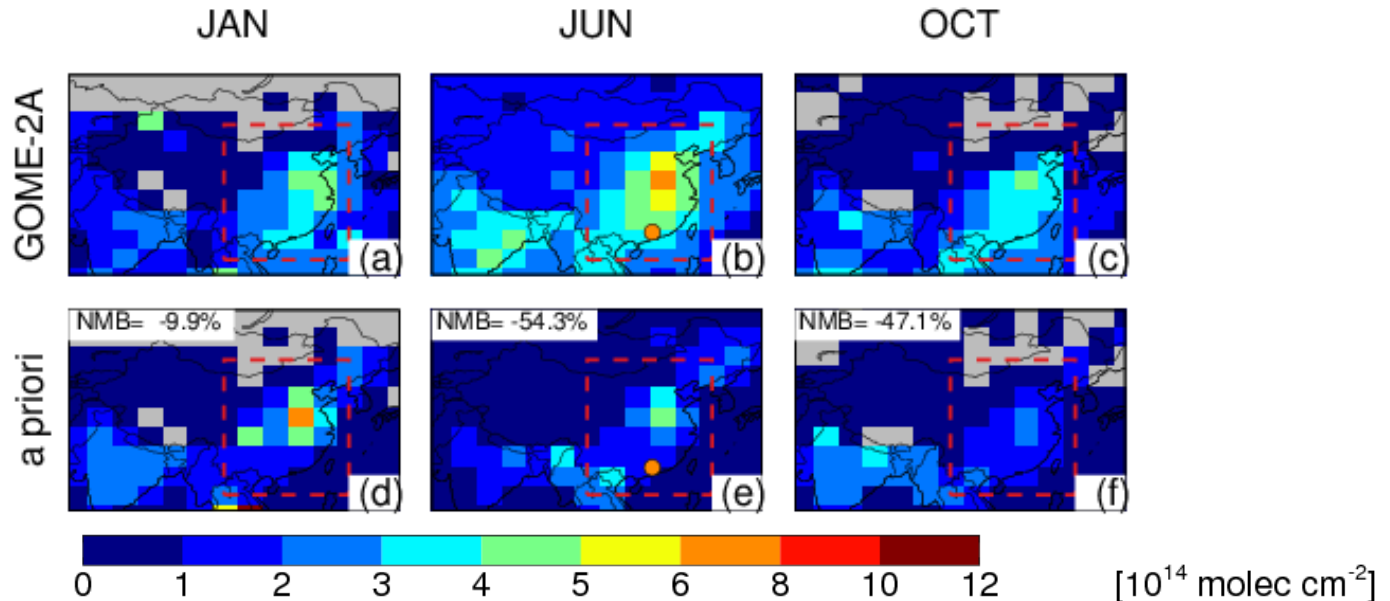 JAN JUN OCT
GOME-2A
(a) (b) (c)
a priori
NMB= -9.9% NMB= -54.3% NMB= -47.1%
(d) (e) (f)
0 1 2 3 4 5 6 8 10 12 [10¹⁴ molec cm⁻²]